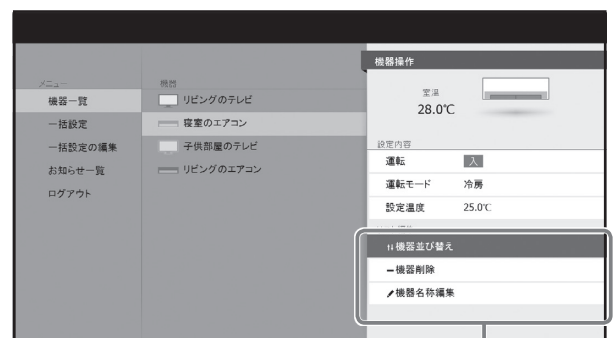 メニュー
機器一覧
一括設定
一括設定の編集
お知らせ一覧
ログアウト
機器
リビングのテレビ
寝室のエアコン
子供部屋のテレビ
リビングのエアコン
機器操作
室温
28.0℃
設定内容
運転 入
運転モード 冷房
設定温度 25.0℃
機器並び替え
機器削除
機器名称編集